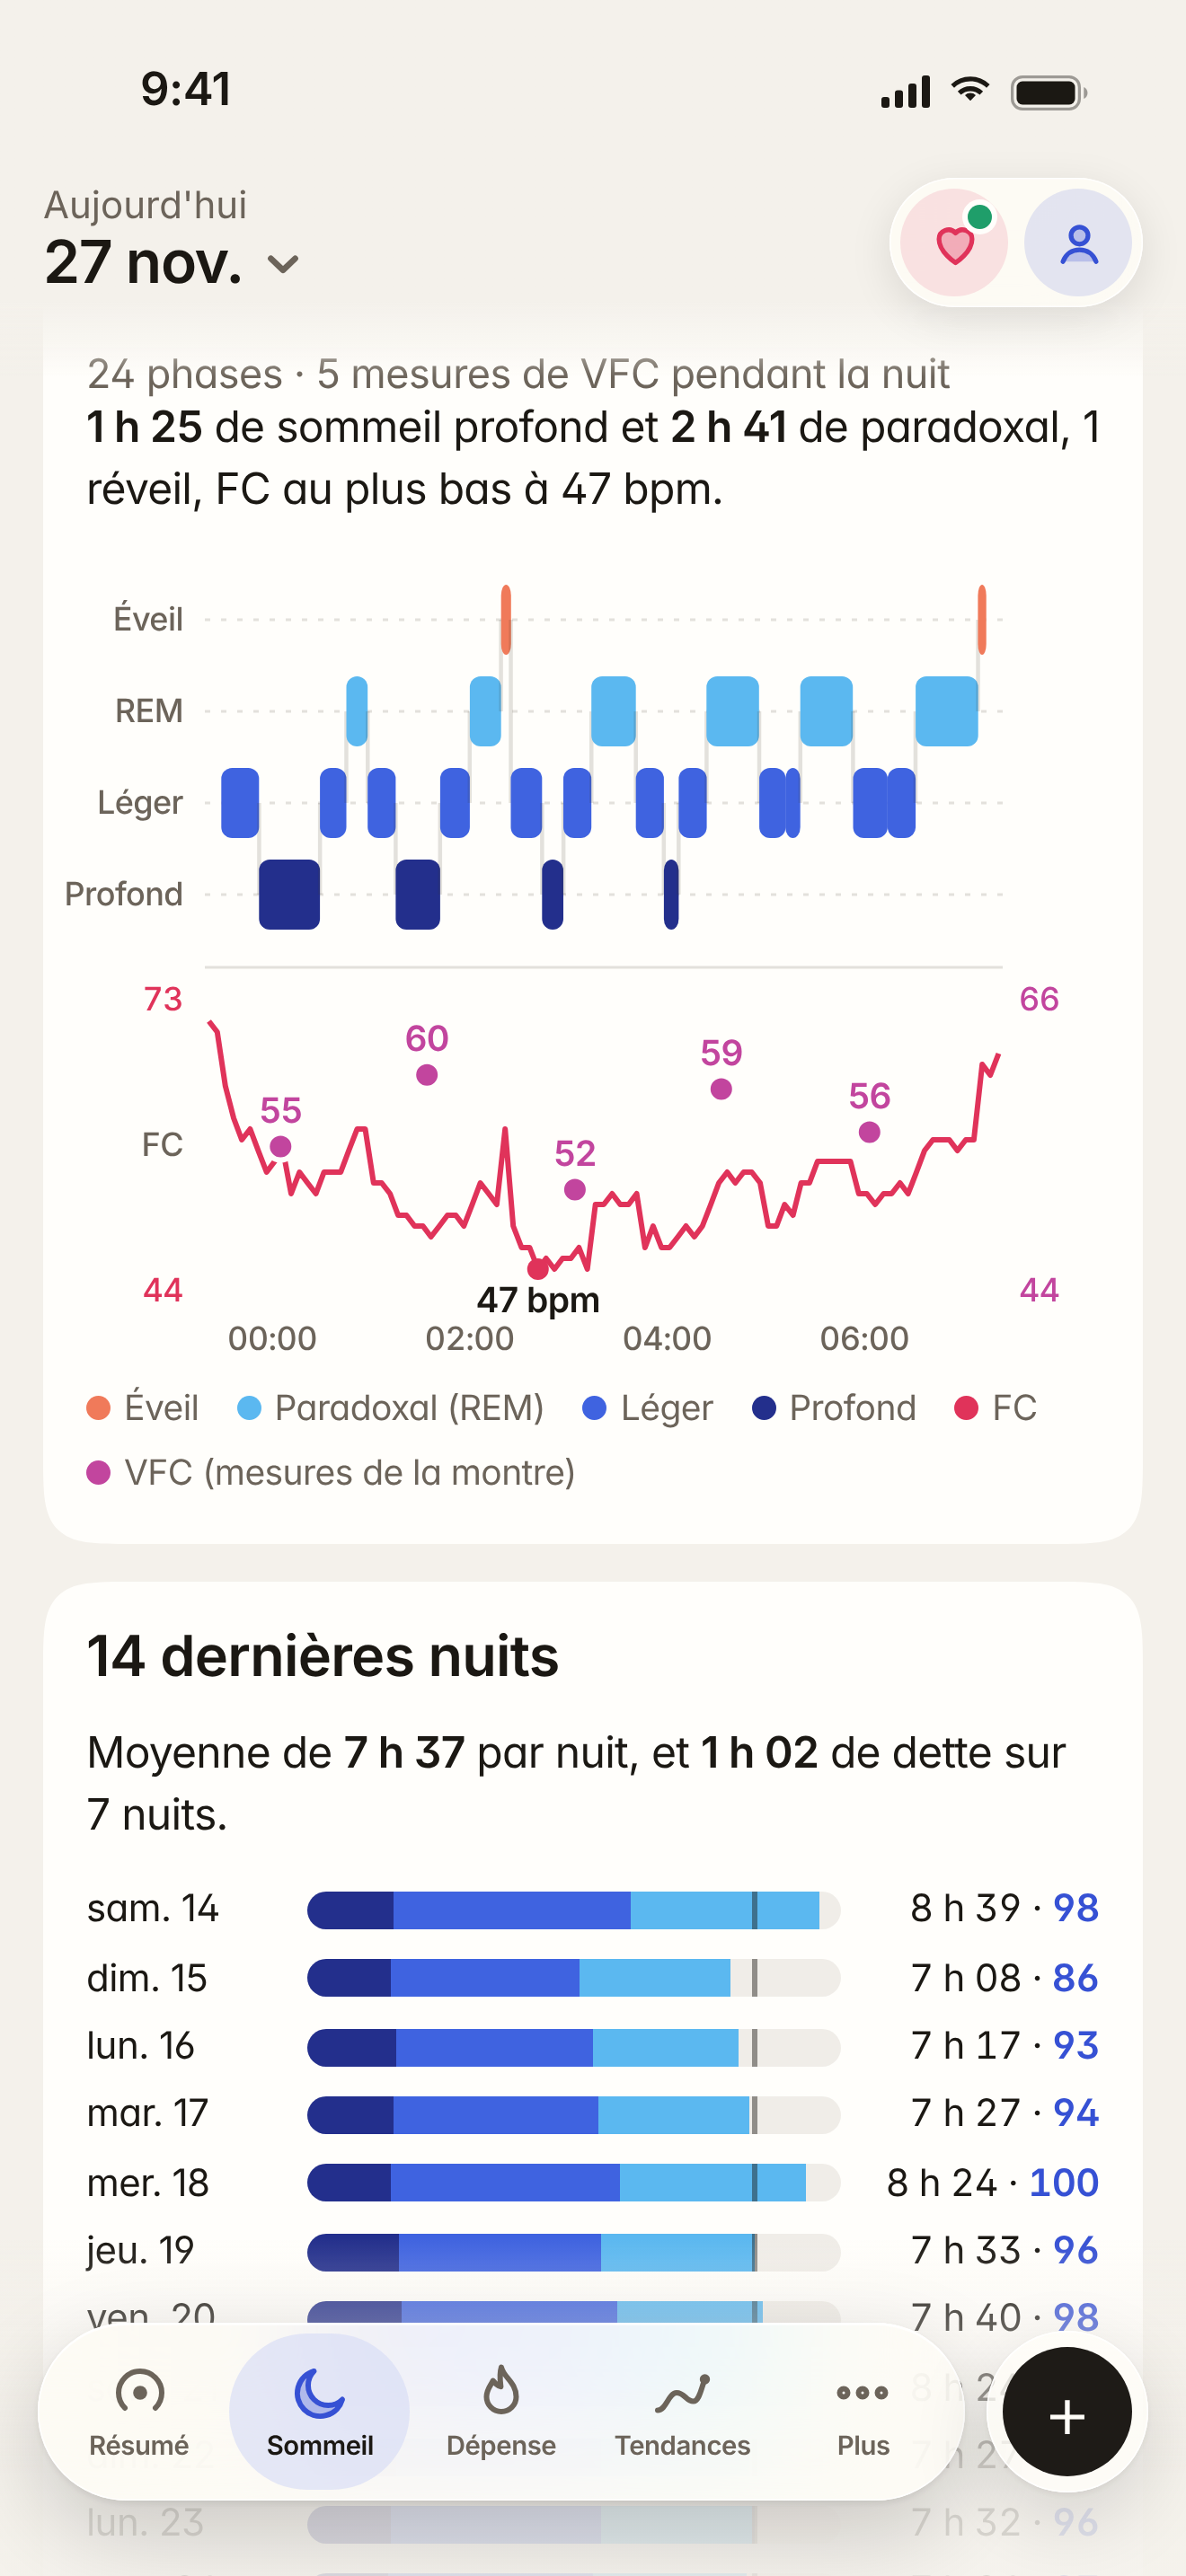 9:41
Aujourd'hui
27 nov.
24 phases · 5 mesures de VFC pendant la nuit
1 h 25 de sommeil profond et 2 h 41 de paradoxal, 1
réveil, FC au plus bas à 47 bpm.
Éveil
REM
Léger
Profond
73
66
60
59
55
56
FC
52
44
44
47 bpm
00:00 02:00 04:00 06:00
Éveil Paradoxal (REM) Léger Profond FC
VFC (mesures de la montre)
14 dernières nuits
Moyenne de 7 h 37 par nuit, et 1 h 02 de dette sur
7 nuits.
sam. 14 8 h 39 · 98
dim. 15 7 h 08 · 86
lun. 16 7 h 17 · 93
mar. 17 7 h 27 · 94
mer. 18 8 h 24 · 100
jeu. 19 7 h 33 · 96
ven. 20 7 h 40 · 98
Résumé Sommeil Dépense Tendances Plus
lun. 23 7 h 32 · 96